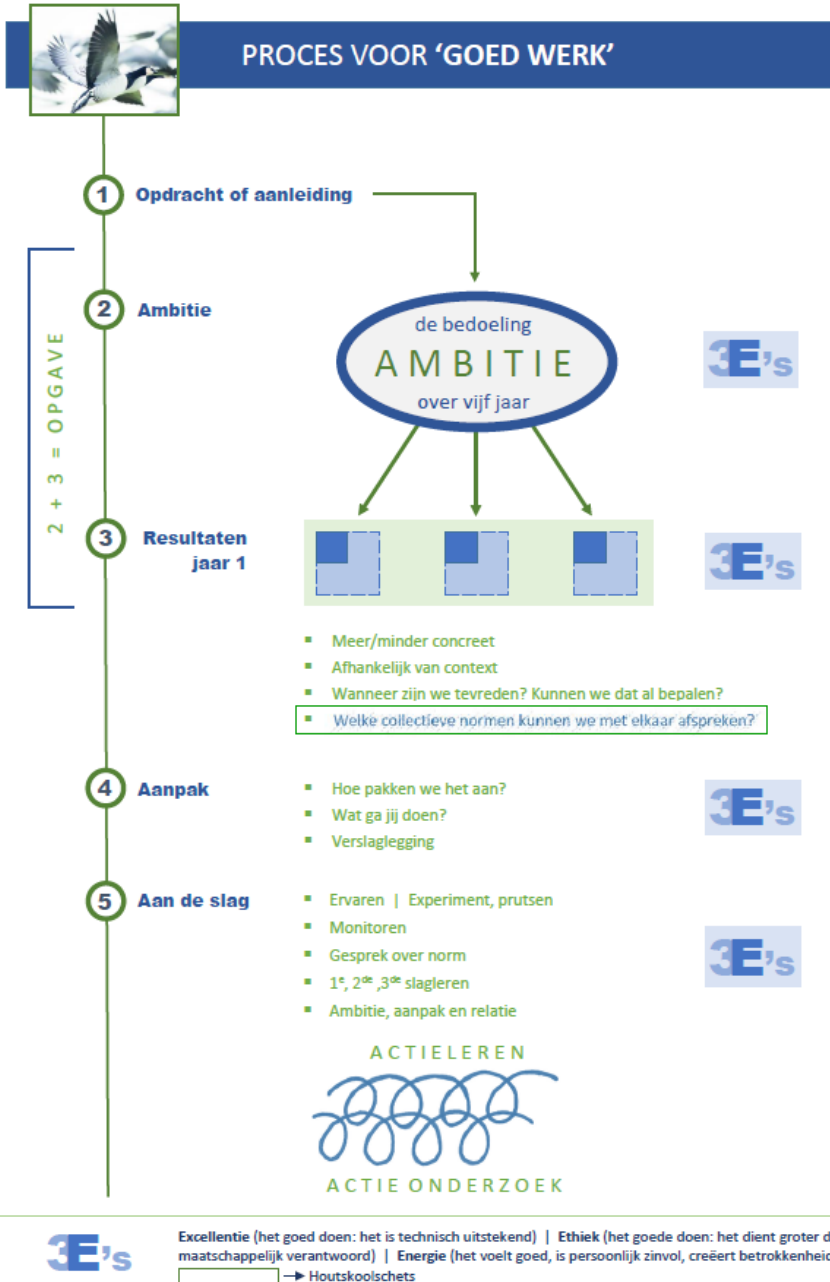 PROCES VOOR ‘GOED WERK’
1 Opdracht of aanleiding
2 Ambitie
de bedoeling
AMBITIE
over vijf jaar
3E’s
2 + 3 = OPGAVE
3 Resultaten
jaar 1
3E’s
▪ Meer/minder concreet
▪ Afhankelijk van context
▪ Wanneer zijn we tevreden? Kunnen we dat al bepalen?
▪ Welke collectieve normen kunnen we met elkaar afspreken?
4 Aanpak
▪ Hoe pakken we het aan?
▪ Wat ga jij doen?
▪ Verslaglegging
3E’s
5 Aan de slag
▪ Ervaren | Experiment, prutsen
▪ Monitoren
▪ Gesprek over norm
▪ 1e, 2de ,3de slagleren
▪ Ambitie, aanpak en relatie
3E’s
ACTIELEREN
ACTIE ONDERZOEK
3E’s
Excellentie (het goed doen: het is technisch uitstekend) | Ethiek (het goede doen: het dient groter d
maatschappelijk verantwoord) | Energie (het voelt goed, is persoonlijk zinvol, creëert betrokkenheid
→ Houtskoolschets